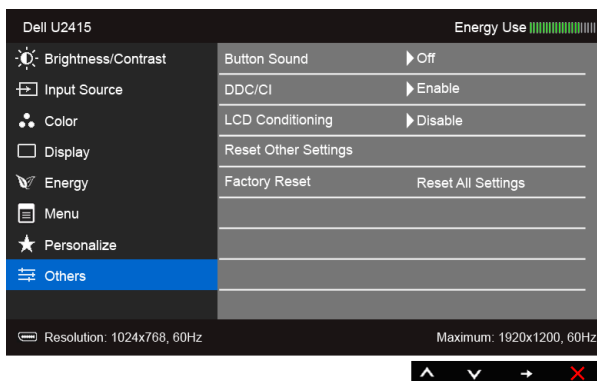 Dell U2415 Energy Use
Brightness/Contrast Button Sound Off
Input Source DDC/CI Enable
Color LCD Conditioning Disable
Display Reset Other Settings
Energy Factory Reset Reset All Settings
Menu
Personalize
Others
Resolution: 1024x768, 60Hz Maximum: 1920x1200, 60Hz